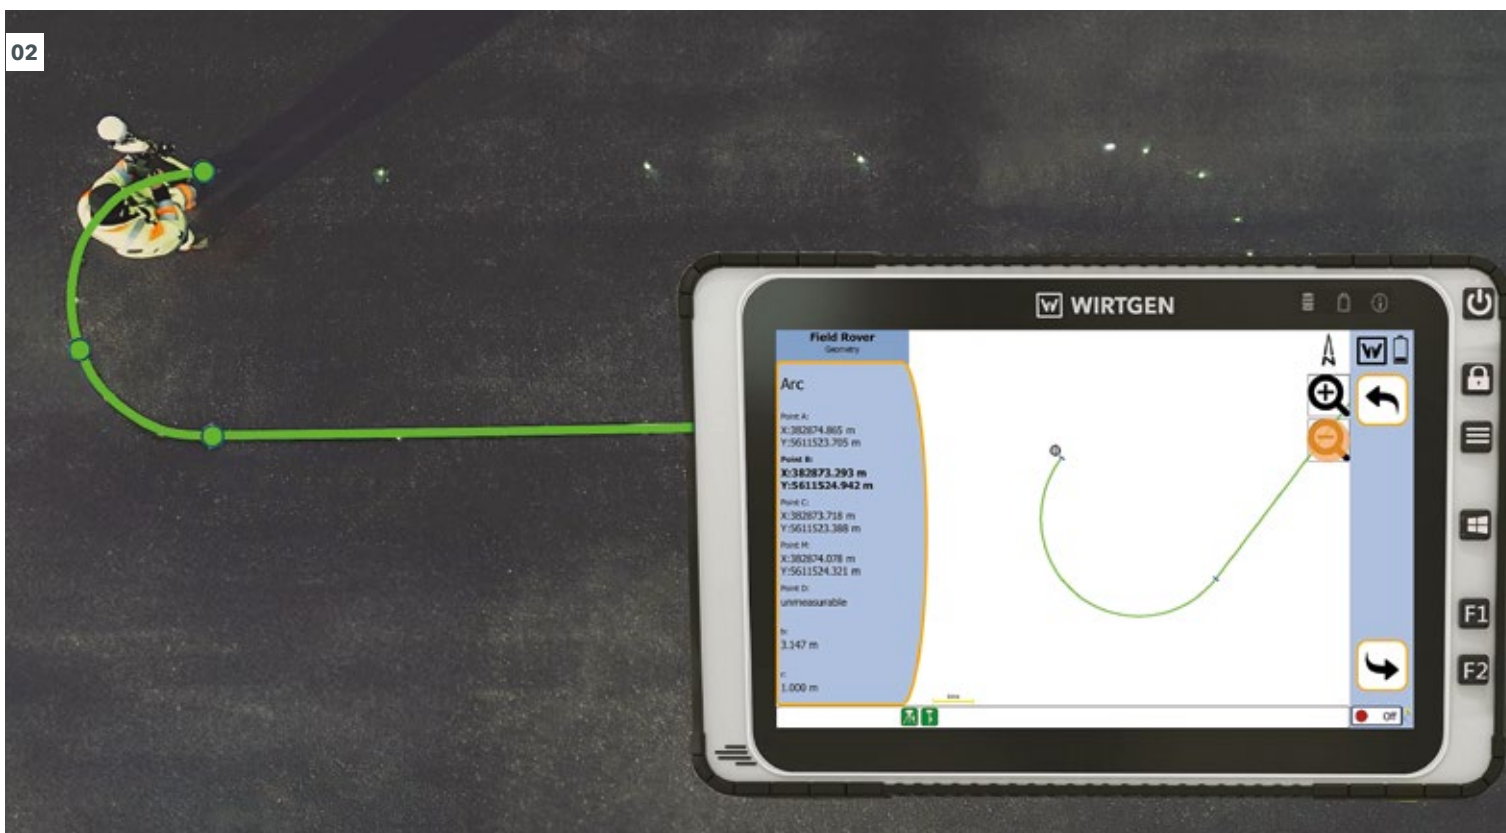 02
WIRTGEN
Field Rover
Geometry
Arc
Point A:
X:382874.865 m
Y:5611523.705 m
Point B:
X:382873.293 m
Y:5611524.942 m
Point C:
X:382873.718 m
Y:5611523.388 m
Point M:
X:382874.078 m
Y:5611524.321 m
Point D:
unmeasurable
b:
3.147 m
1.000 m
N
W
F1
F2
Off